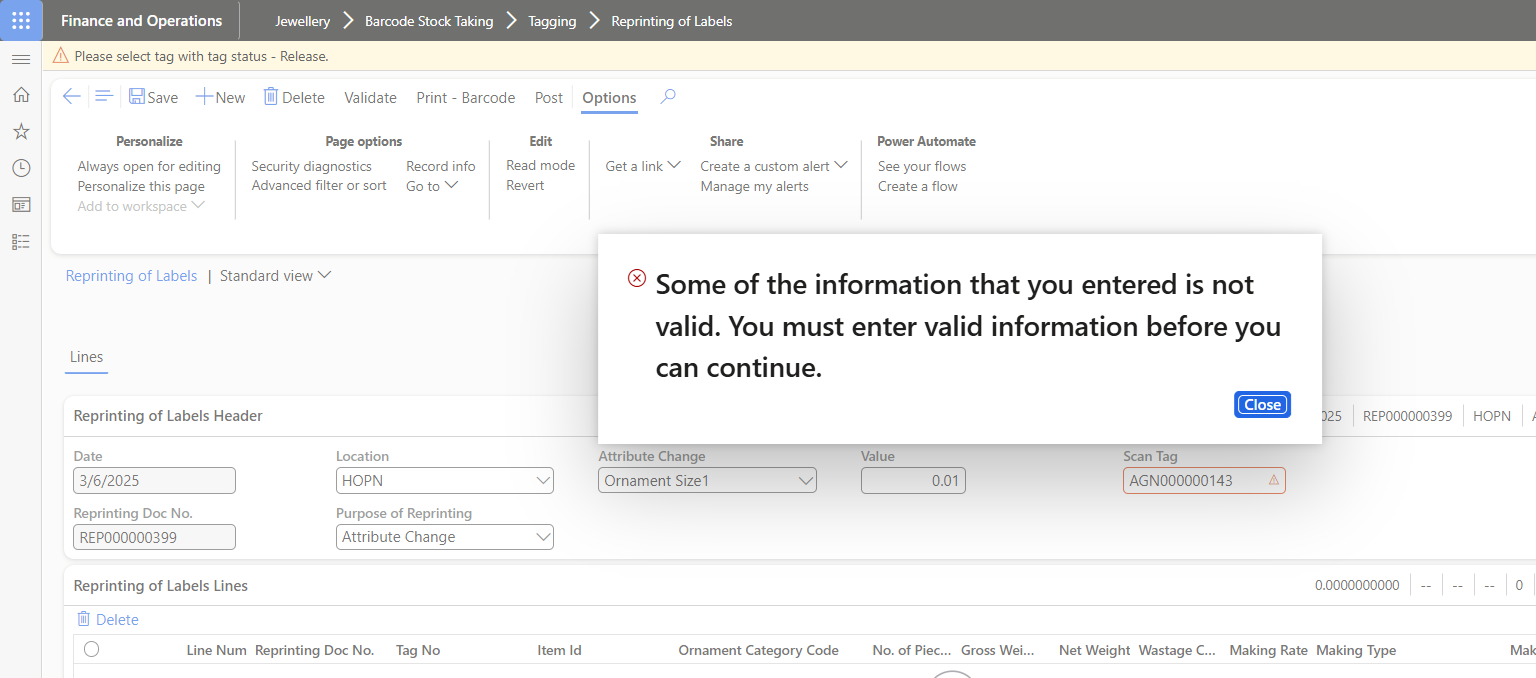 Finance and Operations
Jewellery > Barcode Stock Taking > Tagging > Reprinting of Labels
Please select tag with tag status - Release.
Save New Delete Validate Print - Barcode Post Options
Personalize Page options Edit Share Power Automate
Always open for editing Security diagnostics Record info Read mode Get a link Create a custom alert See your flows
Personalize this page Advanced filter or sort Go to Revert Manage my alerts Create a flow
Add to workspace
Reprinting of Labels | Standard view
Some of the information that you entered is not
valid. You must enter valid information before you
can continue.
Close
Lines
Reprinting of Labels Header 025 REP000000399 HOPN
Date Location Attribute Change Value Scan Tag
3/6/2025 HOPN Ornament Size1 0.01 AGN000000143
Reprinting Doc No. Purpose of Reprinting
REP000000399 Attribute Change
Reprinting of Labels Lines 0.0000000000 -- -- -- 0
Delete
Line Num Reprinting Doc No. Tag No Item Id Ornament Category Code No. of Piec... Gross Wei... Net Weight Wastage C... Making Rate Making Type Mak